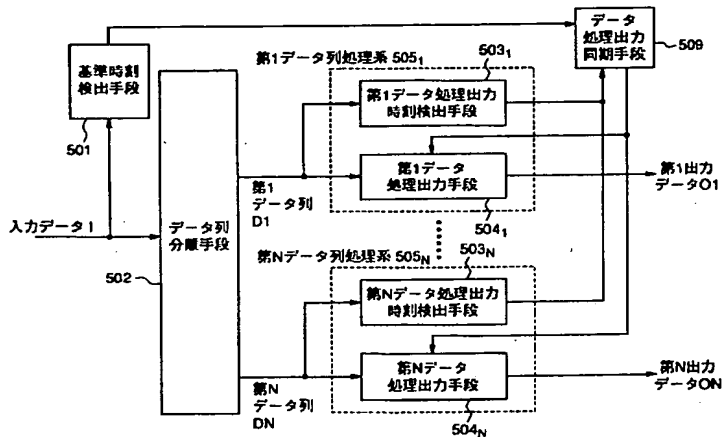 データ
処理出力
同期手段
509
基準時刻
検出手段
501
第1データ列処理系 505₁
503₁
第1データ処理出力
時刻検出手段
第1データ
処理出力手段
504₁
第1
データ列
D1
第1出力
データO1
入力データ1
データ列
分離手段
502
第Nデータ列処理系 505N
503N
第Nデータ処理出力
時刻検出手段
第Nデータ
処理出力手段
504N
第N
データ列
DN
第N出力
データON